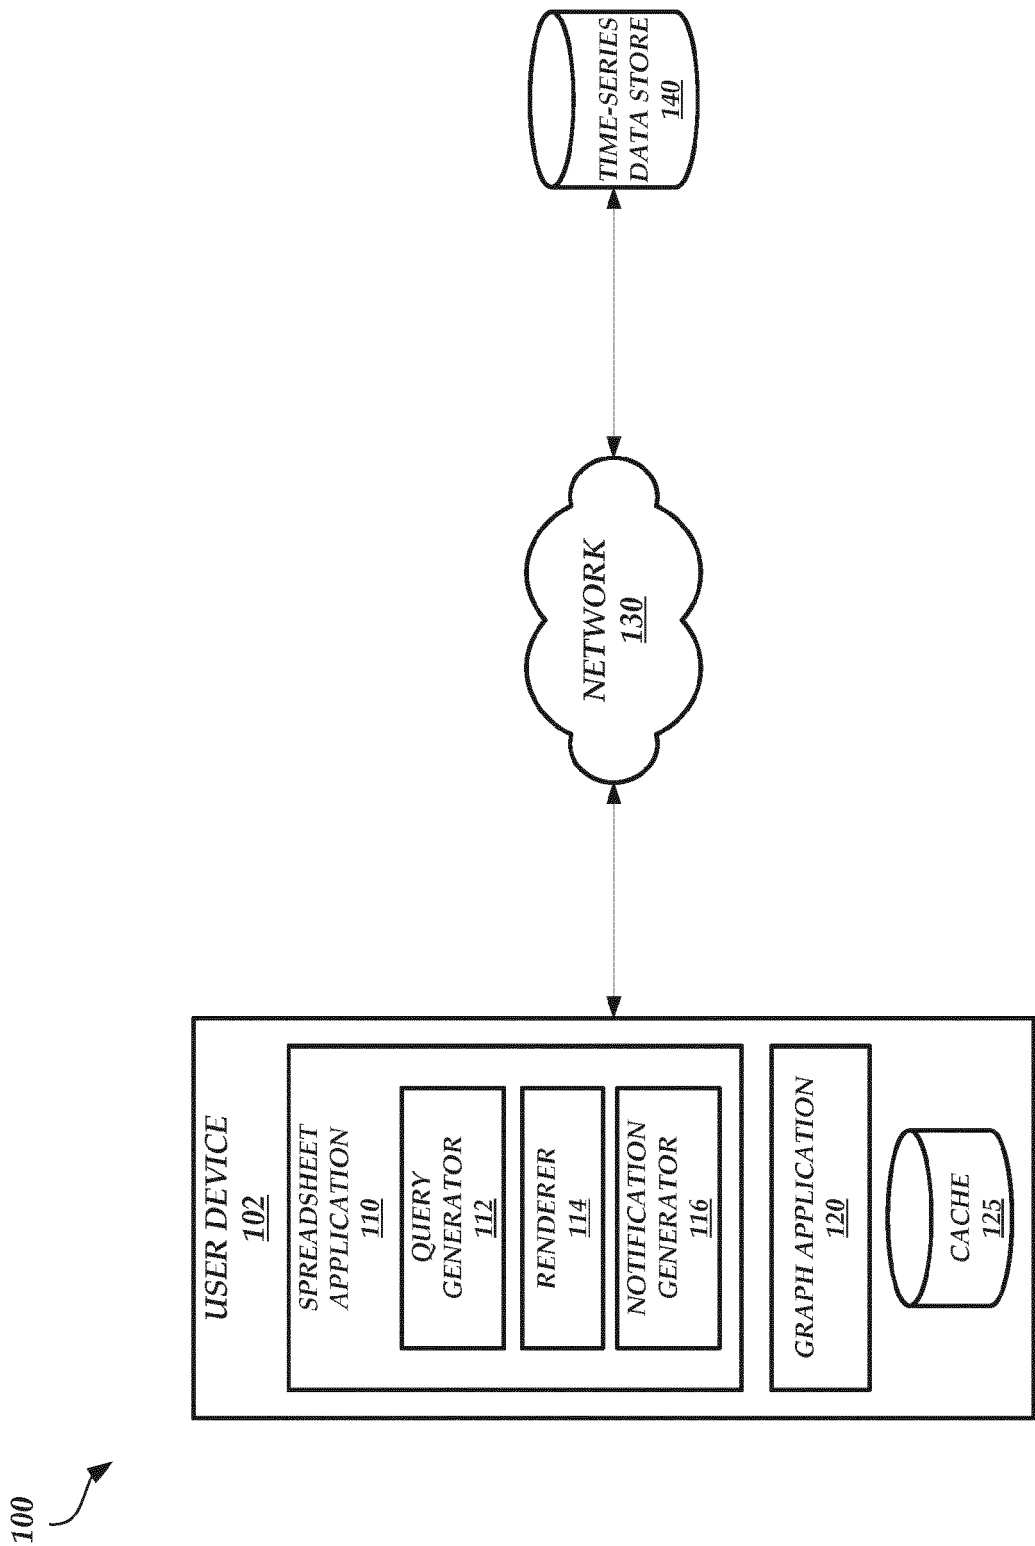 100
USER DEVICE
102
SPREADSHEET
APPLICATION
110
QUERY
GENERATOR
112
RENDERER
114
NOTIFICATION
GENERATOR
116
GRAPH APPLICATION
120
CACHE
125
NETWORK
130
TIME-SERIES
DATA STORE
140